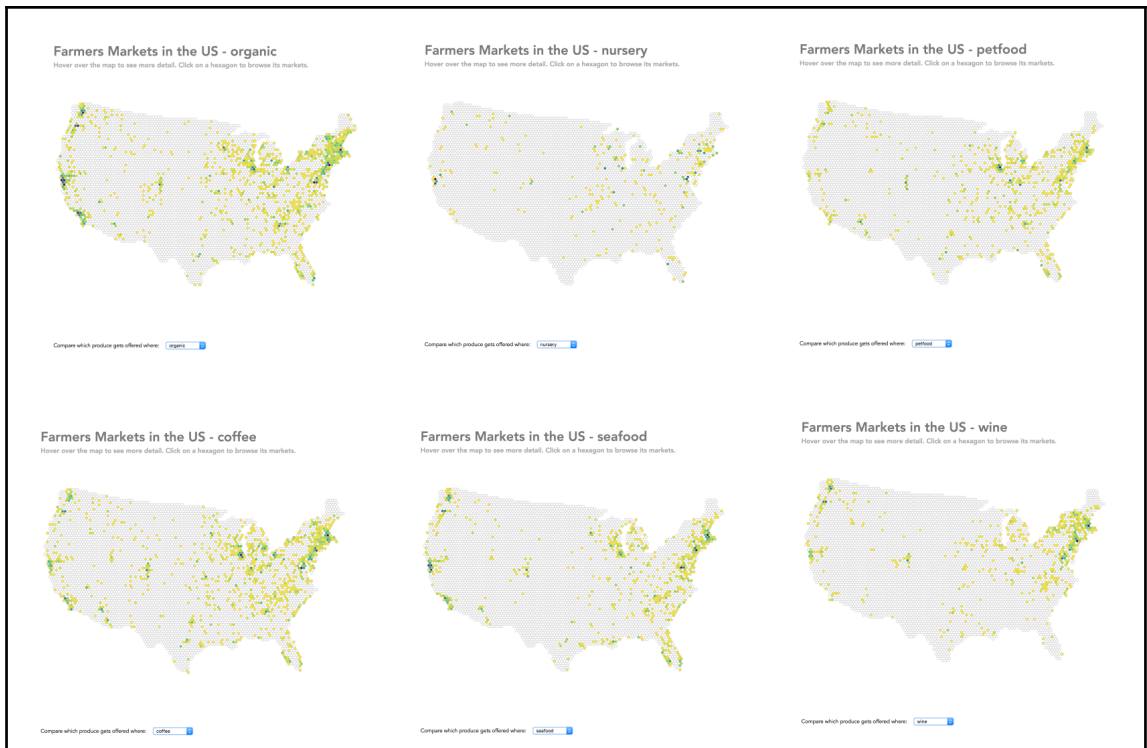 Farmers Markets in the US - organic
Hover over the map to see more detail. Click on a hexagon to browse its markets.
Compare which produce gets offered where: organic
Farmers Markets in the US - nursery
Hover over the map to see more detail. Click on a hexagon to browse its markets.
Compare which produce gets offered where: nursery
Farmers Markets in the US - petfood
Hover over the map to see more detail. Click on a hexagon to browse its markets.
Compare which produce gets offered where: petfood
Farmers Markets in the US - coffee
Hover over the map to see more detail. Click on a hexagon to browse its markets.
Compare which produce gets offered where: coffee
Farmers Markets in the US - seafood
Hover over the map to see more detail. Click on a hexagon to browse its markets.
Compare which produce gets offered where: seafood
Farmers Markets in the US - wine
Hover over the map to see more detail. Click on a hexagon to browse its markets.
Compare which produce gets offered where: wine